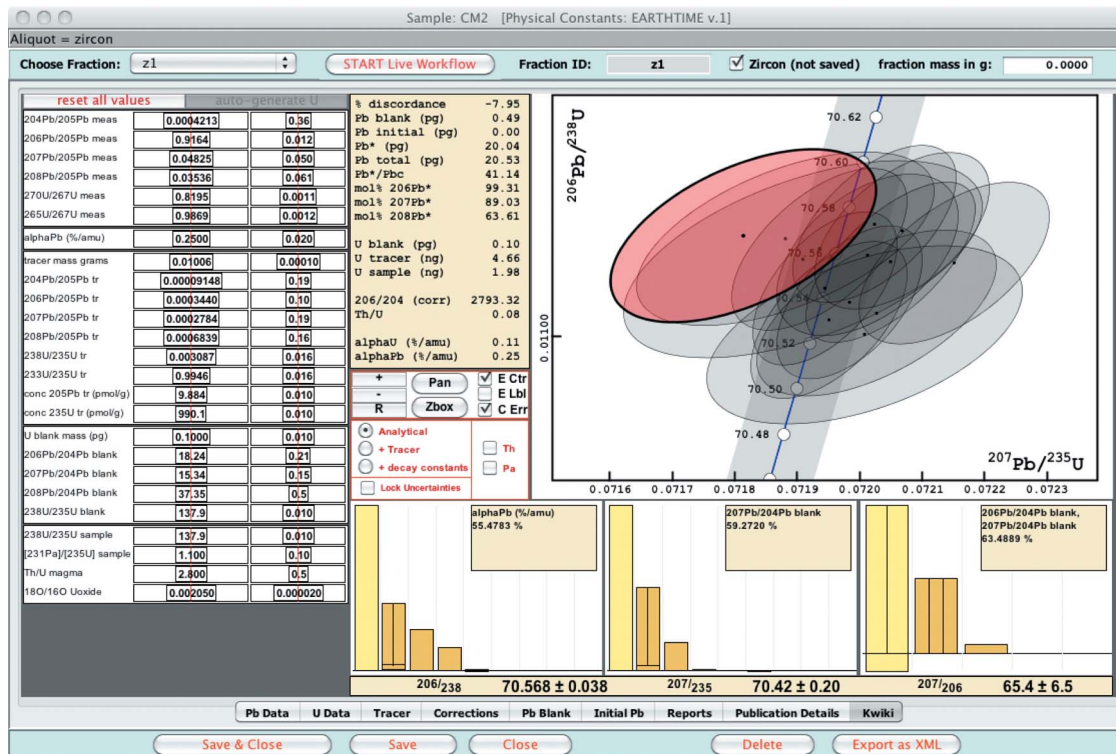 Sample: CM2 [Physical Constants: EARTHTIME v.1]
Aliquot = zircon
Choose Fraction: z1 START Live Workflow Fraction ID: z1 Zircon (not saved) fraction mass in g: 0.0000
reset all values auto-generate U
204Pb/205Pb meas 0.0004213 0.36
206Pb/205Pb meas 0.9164 0.012
207Pb/205Pb meas 0.04825 0.050
208Pb/205Pb meas 0.03536 0.061
270U/267U meas 0.8195 0.0011
265U/267U meas 0.9869 0.0012
alphaPb (%/amu) 0.2500 0.020
tracer mass grams 0.01006 0.00010
204Pb/205Pb tr 0.00009148 0.19
206Pb/205Pb tr 0.0003440 0.10
207Pb/205Pb tr 0.0002784 0.19
208Pb/205Pb tr 0.0006839 0.16
238U/235U tr 0.003087 0.016
233U/235U tr 0.9946 0.016
conc 205Pb tr (pmol/g) 9.884 0.010
conc 235U tr (pmol/g) 990.1 0.010
U blank mass (pg) 0.1000 0.010
206Pb/204Pb blank 18.24 0.21
207Pb/204Pb blank 15.34 0.15
208Pb/204Pb blank 37.35 0.5
238U/235U blank 137.9 0.010
238U/235U sample 137.9 0.010
[231Pa]/[235U] sample 1.100 0.10
Th/U magma 2.800 0.5
18O/16O Uoxide 0.002050 0.000020
% discordance -7.95
Pb blank (pg) 0.49
Pb initial (pg) 0.00
Pb* (pg) 20.04
Pb total (pg) 20.53
Pb*/Pbc 41.14
mol% 206Pb* 99.31
mol% 207Pb* 89.03
mol% 208Pb* 63.61
U blank (pg) 0.10
U tracer (ng) 4.66
U sample (ng) 1.98
206/204 (corr) 2793.32
Th/U 0.08
alphaU (%/amu) 0.11
alphaPb (%/amu) 0.25
+ Pan E Ctr
- E Lbl
R Zbox C Err
Analytical
+ Tracer Th
+ decay constants Pa
Lock Uncertainties
206Pb/238U
0.01100
70.62
70.60
70.58
70.56
70.54
70.52
70.50
70.48
207Pb/235U
0.0716 0.0717 0.0718 0.0719 0.0720 0.0721 0.0722 0.0723
alphaPb (%/amu)
55.4783 %
207Pb/204Pb blank
59.2720 %
206Pb/204Pb blank,
207Pb/204Pb blank
63.4889 %
206/238 70.568 ± 0.038 207/235 70.42 ± 0.20 207/206 65.4 ± 6.5
Pb Data U Data Tracer Corrections Pb Blank Initial Pb Reports Publication Details Kwiki
Save & Close Save Close Delete Export as XML